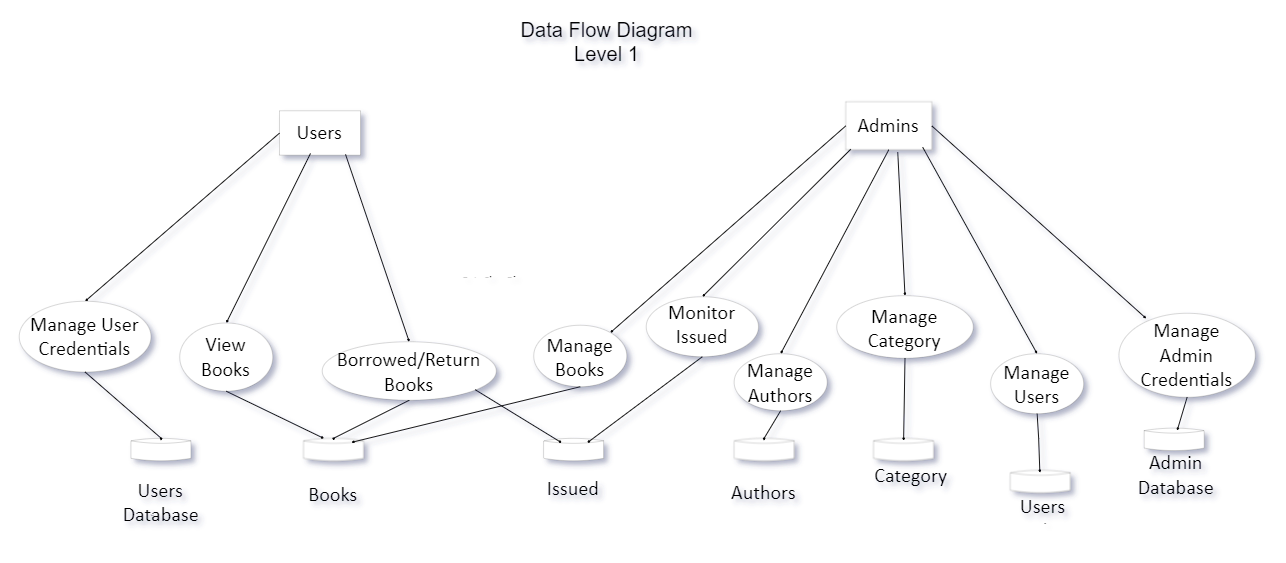 Data Flow Diagram
Level 1
Users
Admins
Manage User
Credentials
View
Books
Borrowed/Return
Books
Manage
Books
Monitor
Issued
Manage
Authors
Manage
Category
Manage
Users
Manage
Admin
Credentials
Users
Database
Books
Issued
Authors
Category
Users
Admin
Database